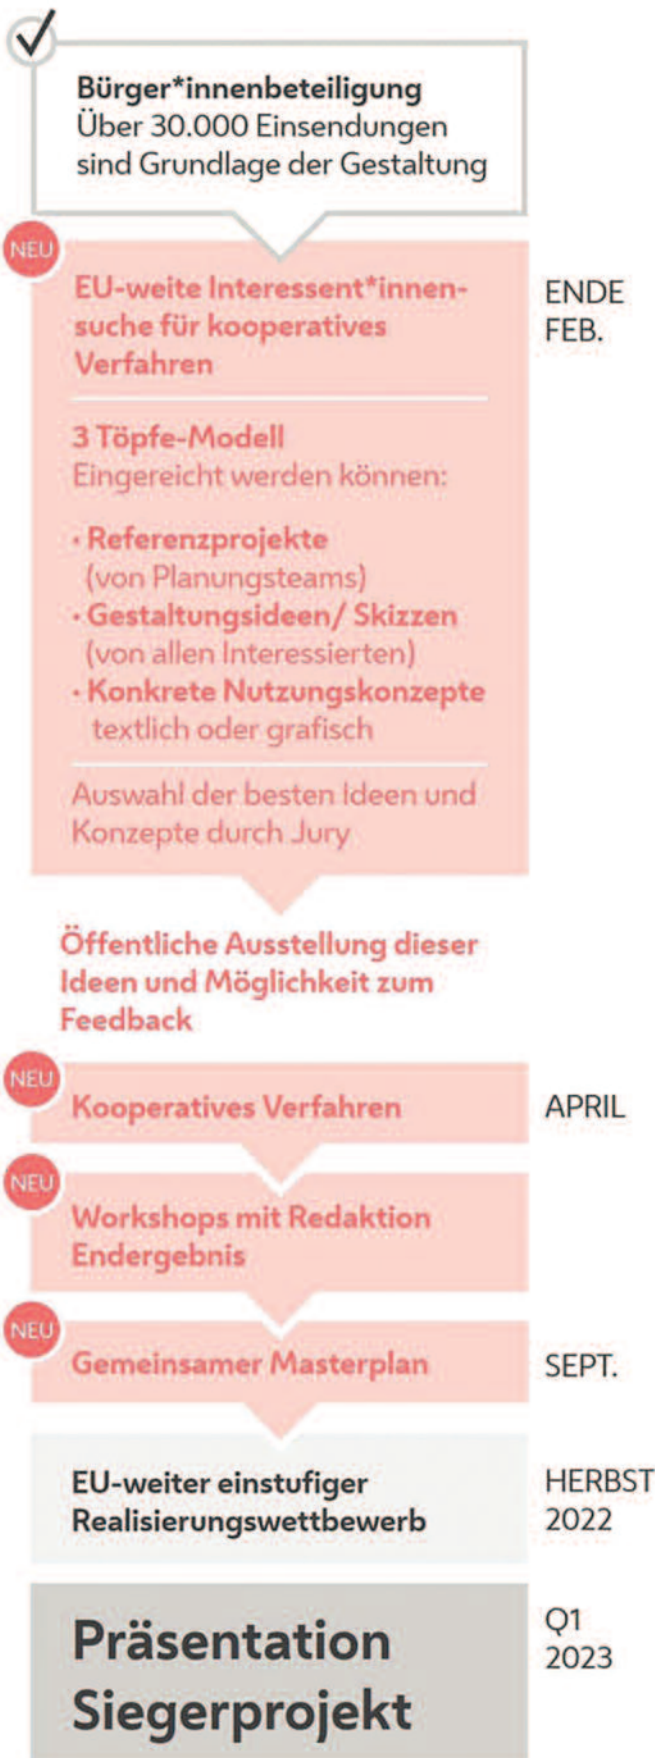 Bürger*innenbeteiligung
Über 30.000 Einsendungen
sind Grundlage der Gestaltung
NEU
EU-weite Interessent*innen-
suche für kooperatives
Verfahren
ENDE
FEB.
3 Töpfe-Modell
Eingereicht werden können:
· Referenzprojekte
(von Planungsteams)
· Gestaltungsideen/ Skizzen
(von allen Interessierten)
· Konkrete Nutzungskonzepte
textlich oder grafisch
Auswahl der besten Ideen und
Konzepte durch Jury
Öffentliche Ausstellung dieser
Ideen und Möglichkeit zum
Feedback
NEU
Kooperatives Verfahren
APRIL
NEU
Workshops mit Redaktion
Endergebnis
NEU
Gemeinsamer Masterplan
SEPT.
EU-weiter einstufiger
Realisierungswettbewerb
HERBST
2022
Präsentation
Siegerprojekt
Q1
2023